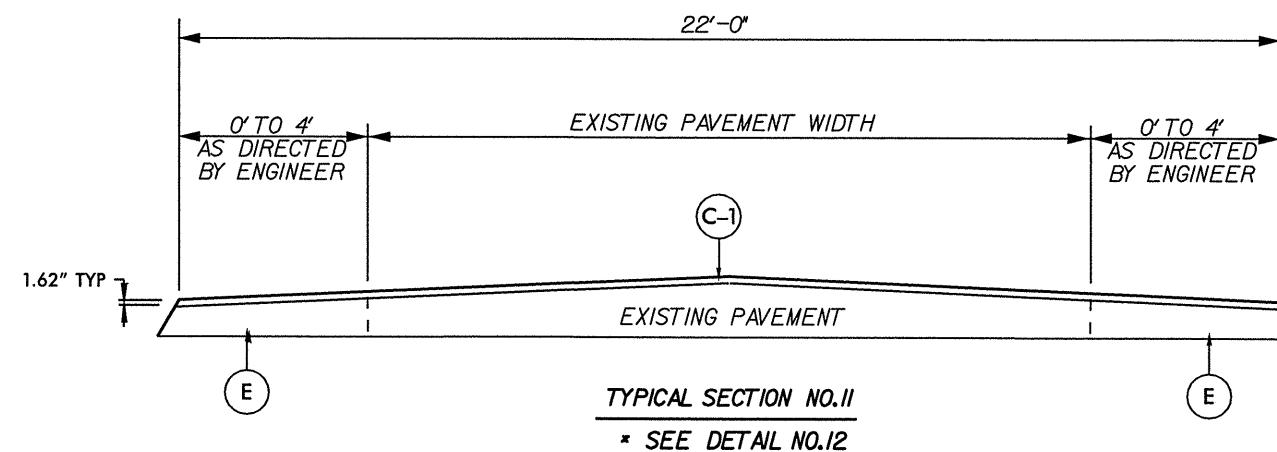 22'-0"
0' TO 4'
AS DIRECTED
BY ENGINEER
EXISTING PAVEMENT WIDTH
0' TO 4'
AS DIRECTED
BY ENGINEER
C-1
1.62" TYP
EXISTING PAVEMENT
E
E
TYPICAL SECTION NO.11
* SEE DETAIL NO.12